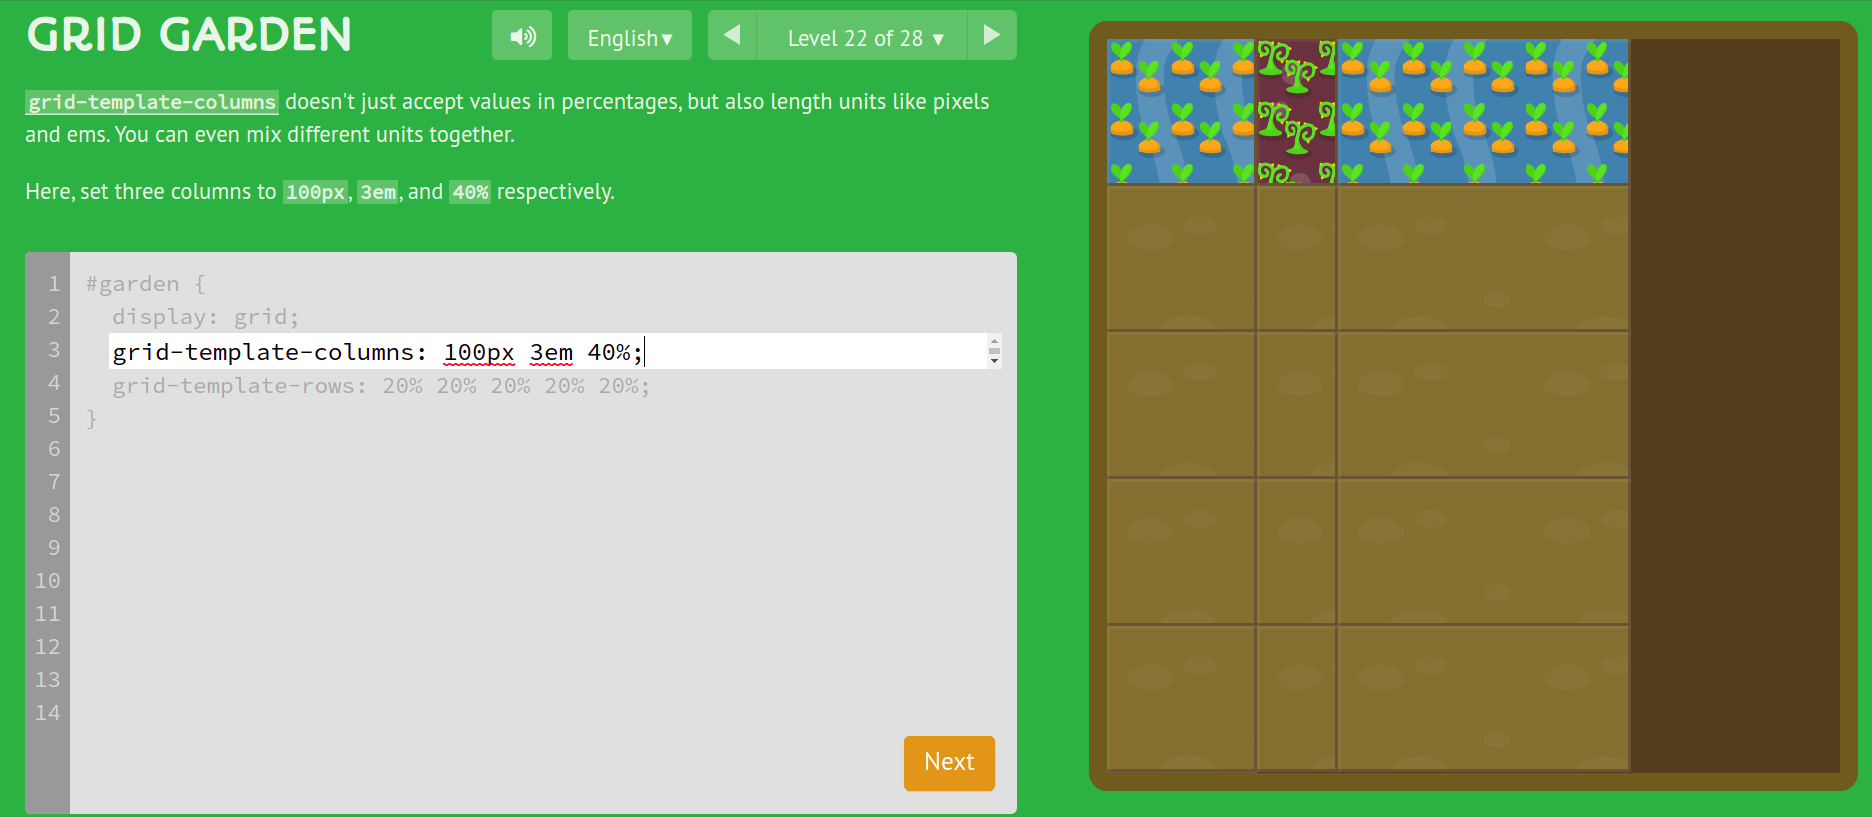 GRID GARDEN
English▾
Level 22 of 28 ▾
grid-template-columns doesn't just accept values in percentages, but also length units like pixels
and ems. You can even mix different units together.
Here, set three columns to 100px, 3em, and 40% respectively.
1 #garden {
2 display: grid;
3 grid-template-columns: 100px 3em 40%;
4 grid-template-rows: 20% 20% 20% 20% 20%;
5 }
6
7
8
9
10
11
12
13
14
Next